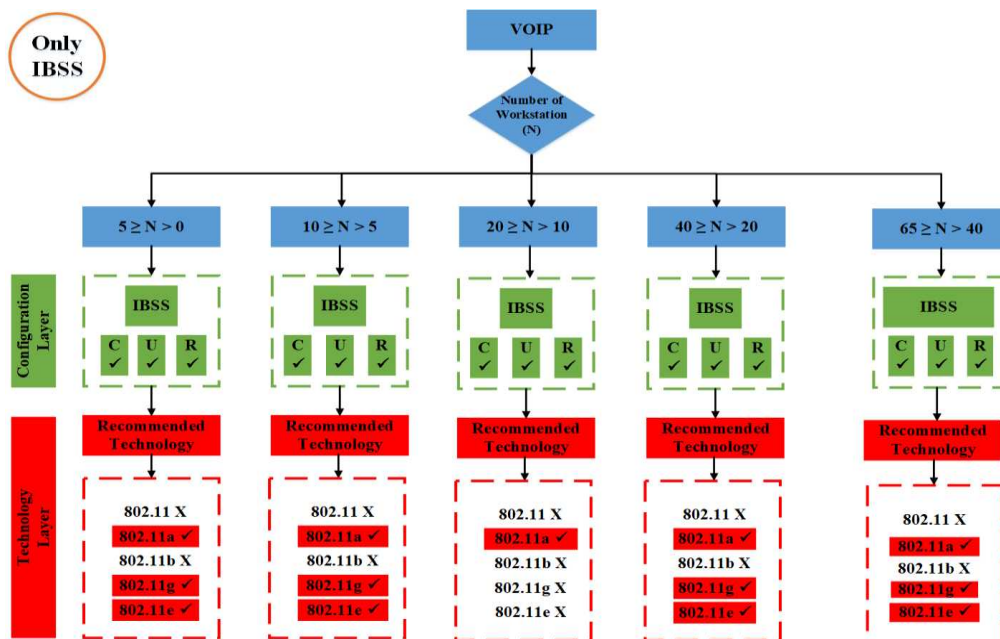 Only
IBSS
VOIP
Number of
Workstation
(N)
5 ≥ N > 0
10 ≥ N > 5
20 ≥ N > 10
40 ≥ N > 20
65 ≥ N > 40
Configuration
Layer
IBSS
C ✓
U ✓
R ✓
IBSS
C ✓
U ✓
R ✓
IBSS
C ✓
U ✓
R ✓
IBSS
C ✓
U ✓
R ✓
IBSS
C ✓
U ✓
R ✓
Technology
Layer
Recommended
Technology
802.11 X
802.11a ✓
802.11b X
802.11g ✓
802.11e ✓
Recommended
Technology
802.11 X
802.11a ✓
802.11b X
802.11g ✓
802.11e ✓
Recommended
Technology
802.11 X
802.11a ✓
802.11b X
802.11g X
802.11e X
Recommended
Technology
802.11 X
802.11a ✓
802.11b X
802.11g ✓
802.11e ✓
Recommended
Technology
802.11 X
802.11a ✓
802.11b X
802.11g ✓
802.11e ✓